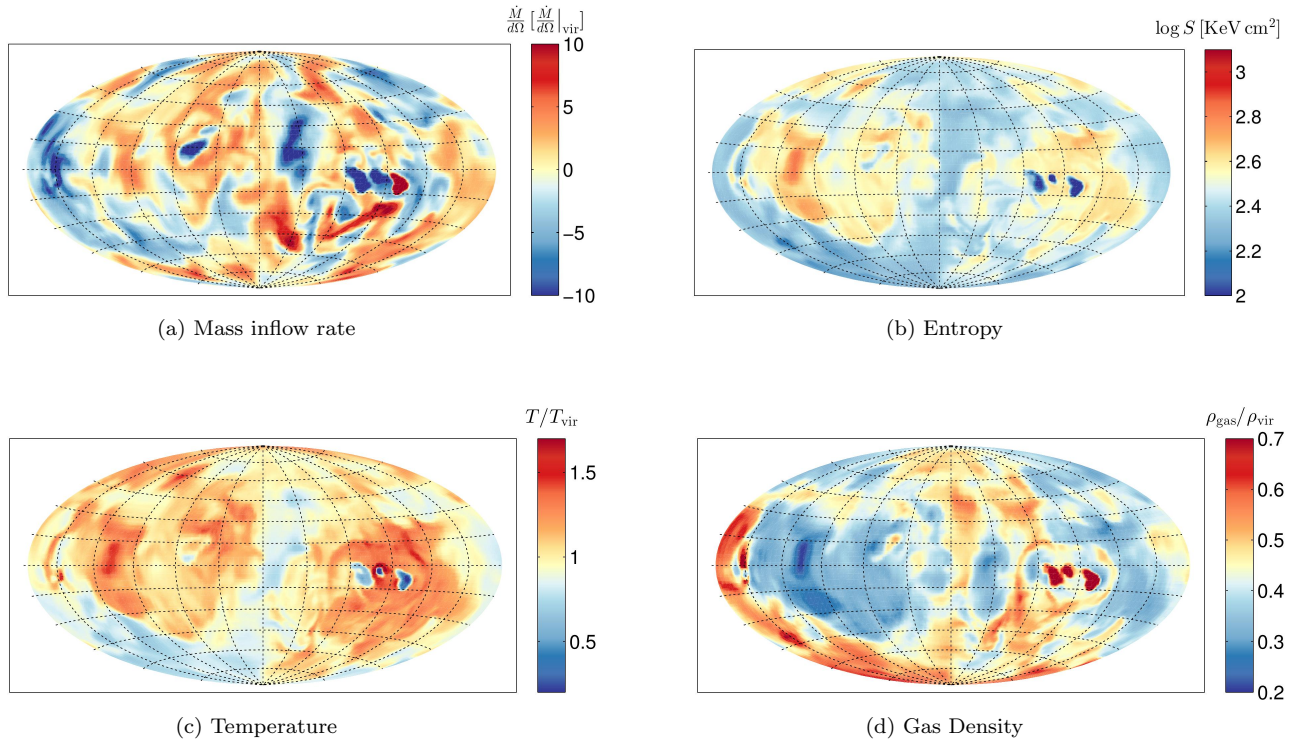 Ṁ/dΩ [Ṁ/dΩ|vir]
10
5
0
−5
−10
(a) Mass inflow rate
log S [KeV cm²]
3
2.8
2.6
2.4
2.2
2
(b) Entropy
T/Tvir
1.5
1
0.5
(c) Temperature
ρgas/ρvir
0.7
0.6
0.5
0.4
0.3
0.2
(d) Gas Density